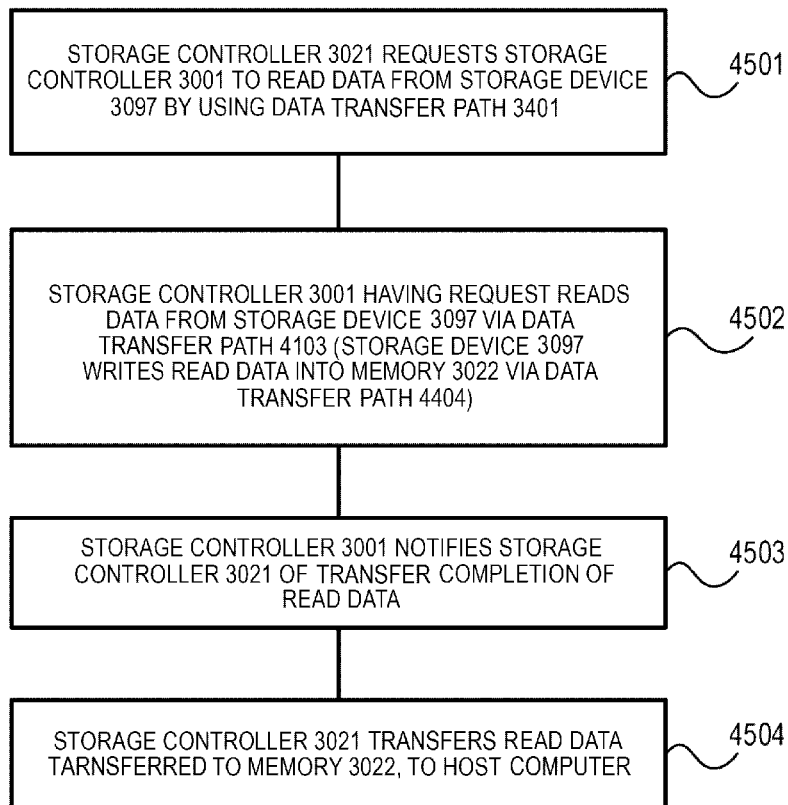 STORAGE CONTROLLER 3021 REQUESTS STORAGE
CONTROLLER 3001 TO READ DATA FROM STORAGE DEVICE
3097 BY USING DATA TRANSFER PATH 3401
4501
STORAGE CONTROLLER 3001 HAVING REQUEST READS
DATA FROM STORAGE DEVICE 3097 VIA DATA
TRANSFER PATH 4103 (STORAGE DEVICE 3097
WRITES READ DATA INTO MEMORY 3022 VIA DATA
TRANSFER PATH 4404)
4502
STORAGE CONTROLLER 3001 NOTIFIES STORAGE
CONTROLLER 3021 OF TRANSFER COMPLETION OF
READ DATA
4503
STORAGE CONTROLLER 3021 TRANSFERS READ DATA
TARNSFERRED TO MEMORY 3022, TO HOST COMPUTER
4504